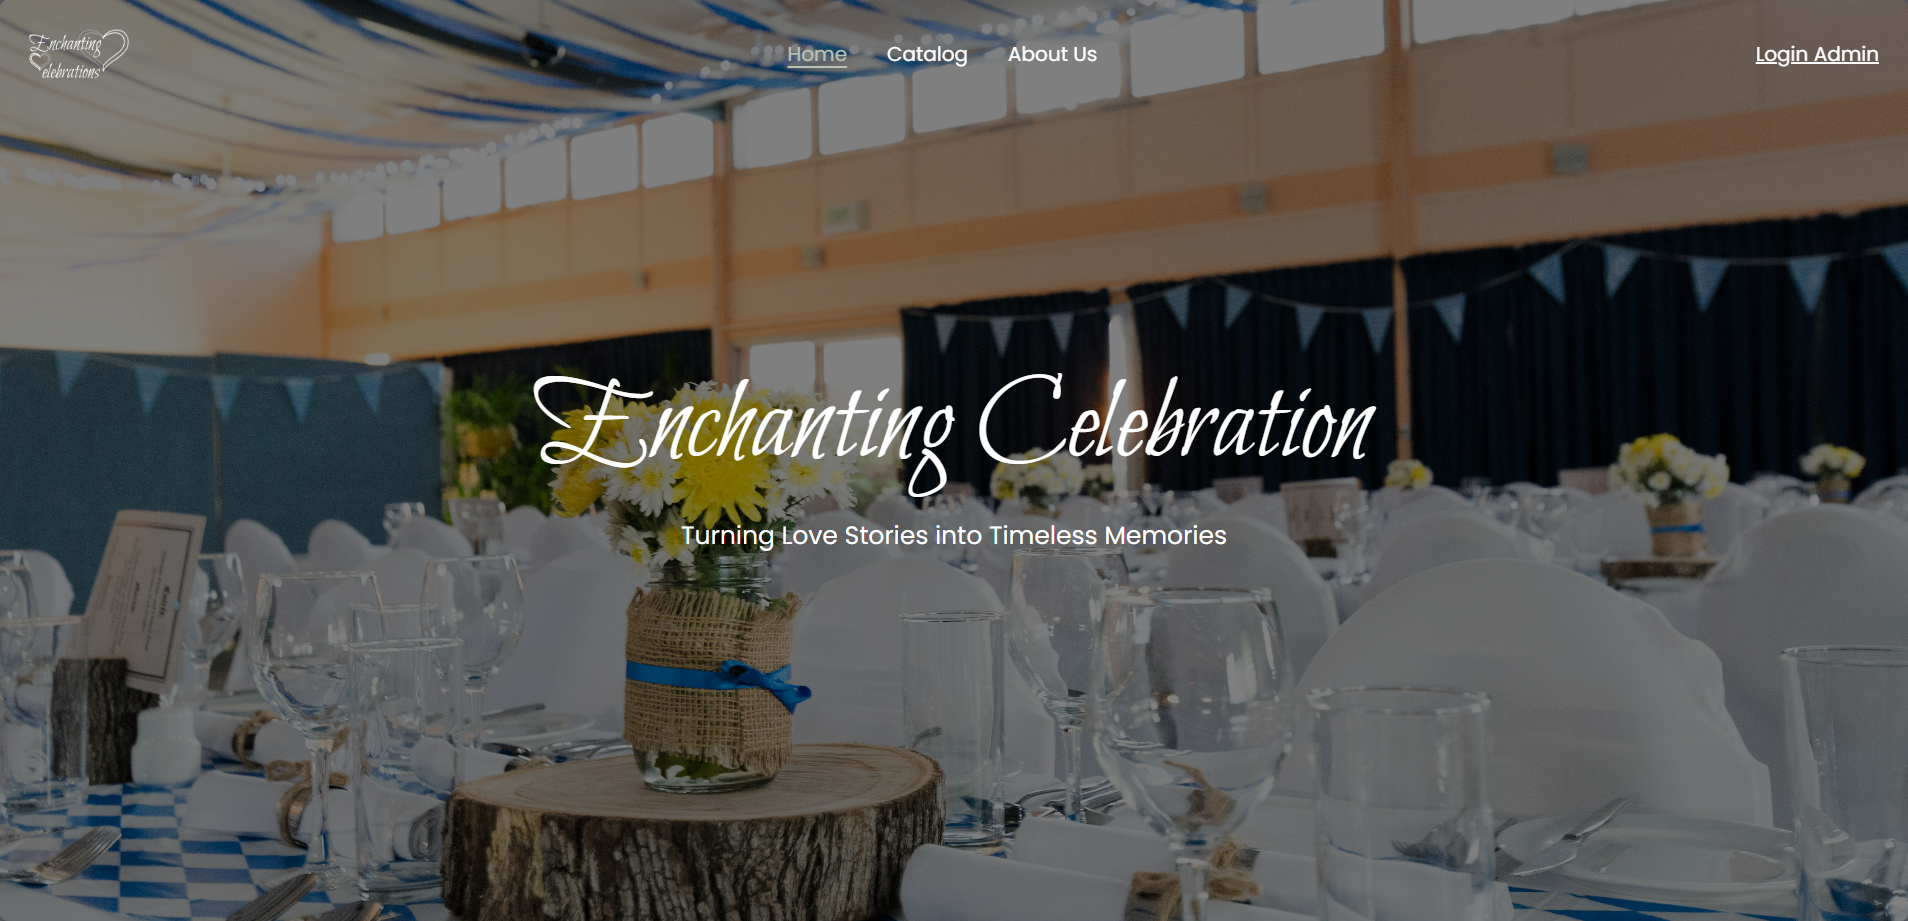 Enchanting
Celebrations
Home
Catalog
About Us
Login Admin
Enchanting Celebration
Turning Love Stories into Timeless Memories